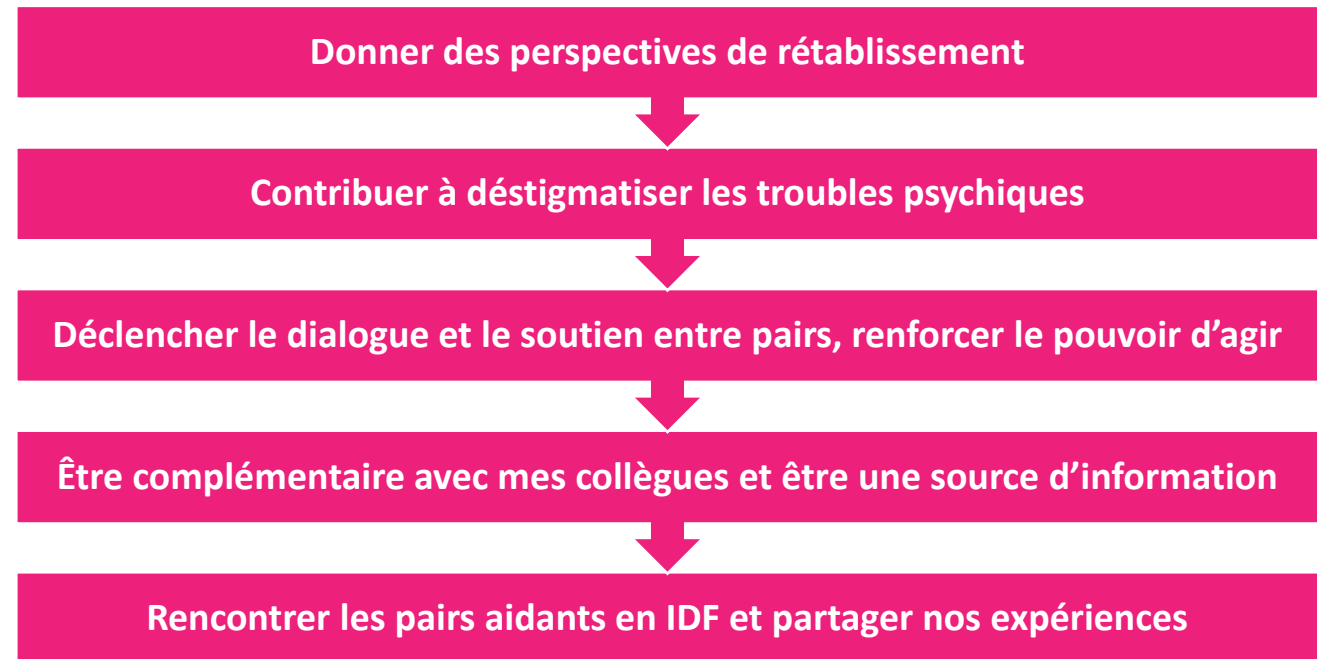 Donner des perspectives de rétablissement
Contribuer à déstigmatiser les troubles psychiques
Déclencher le dialogue et le soutien entre pairs, renforcer le pouvoir d’agir
Être complémentaire avec mes collègues et être une source d’information
Rencontrer les pairs aidants en IDF et partager nos expériences